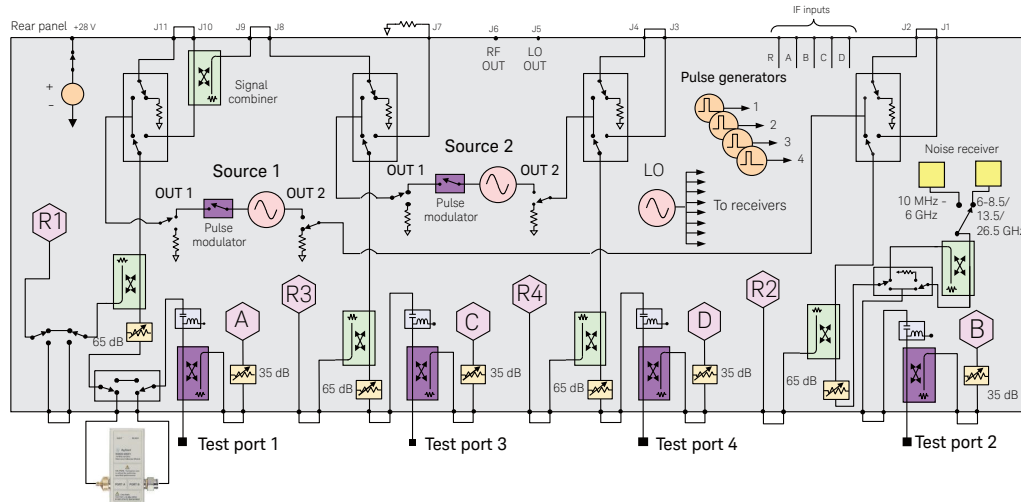 Rear panel
+28 V
J11
J10
J9
J8
J7
J6
J5
J4
J3
J2
J1
RF
OUT
LO
OUT
IF inputs
R
A
B
C
D
+
-
Signal
combiner
Pulse generators
1
2
3
4
Source 1
OUT 1
OUT 2
Pulse
modulator
Source 2
OUT 1
OUT 2
Pulse
modulator
LO
To receivers
Noise receiver
10 MHz -
6 GHz
6-8.5/
13.5/
26.5 GHz
R1
R3
R4
R2
A
C
D
B
65 dB
35 dB
65 dB
35 dB
65 dB
35 dB
65 dB
35 dB
Test port 1
Test port 3
Test port 4
Test port 2